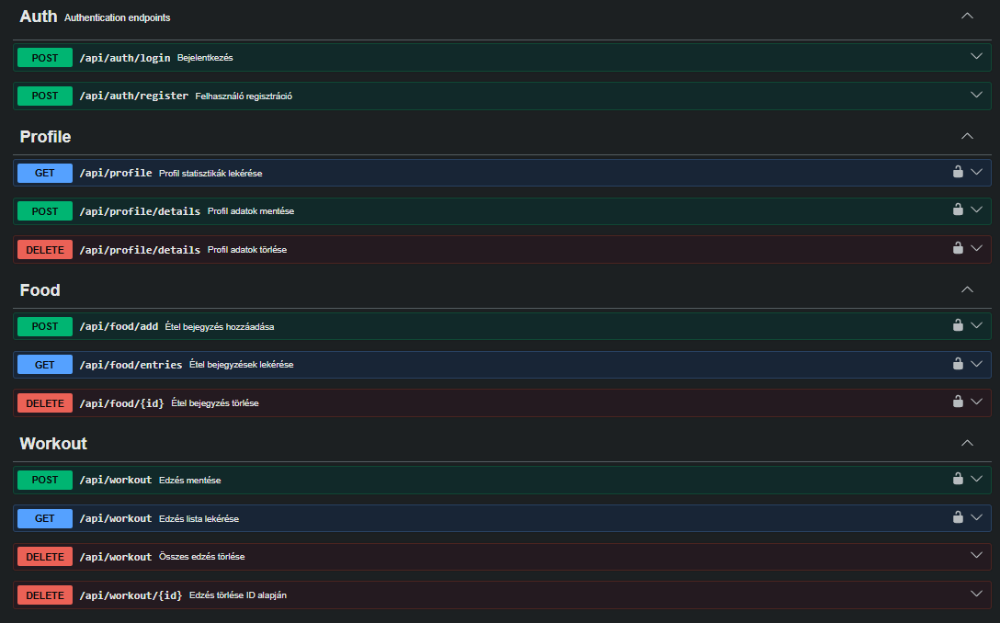 Auth Authentication endpoints
POST /api/auth/login Bejelentkezés
POST /api/auth/register Felhasználó regisztráció
Profile
GET /api/profile Profil statisztikák lekérése
POST /api/profile/details Profil adatok mentése
DELETE /api/profile/details Profil adatok törlése
Food
POST /api/food/add Étel bejegyzés hozzáadása
GET /api/food/entries Étel bejegyzések lekérése
DELETE /api/food/{id} Étel bejegyzés törlése
Workout
POST /api/workout Edzés mentése
GET /api/workout Edzés lista lekérése
DELETE /api/workout Összes edzés törlése
DELETE /api/workout/{id} Edzés törlése ID alapján